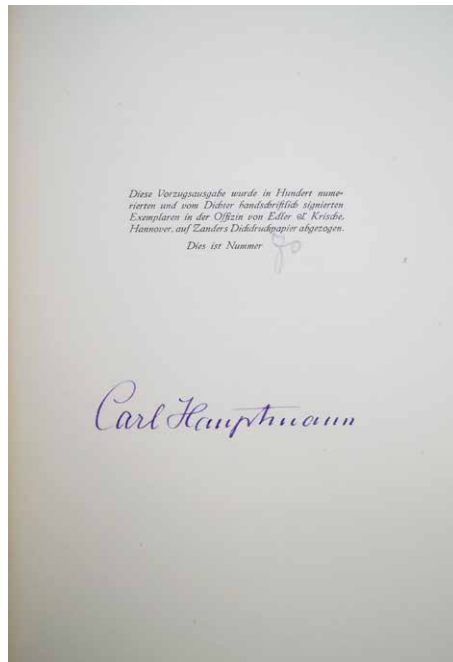 Diese Vorzugsausgabe wurde in Hundert nume-
rierten und vom Dichter handschriftlich signierten
Exemplaren in der Offizin von Edler & Krische,
Hannover, auf Zanders Dickdruckpapier abgezogen.
Dies ist Nummer
Carl Hauptmann